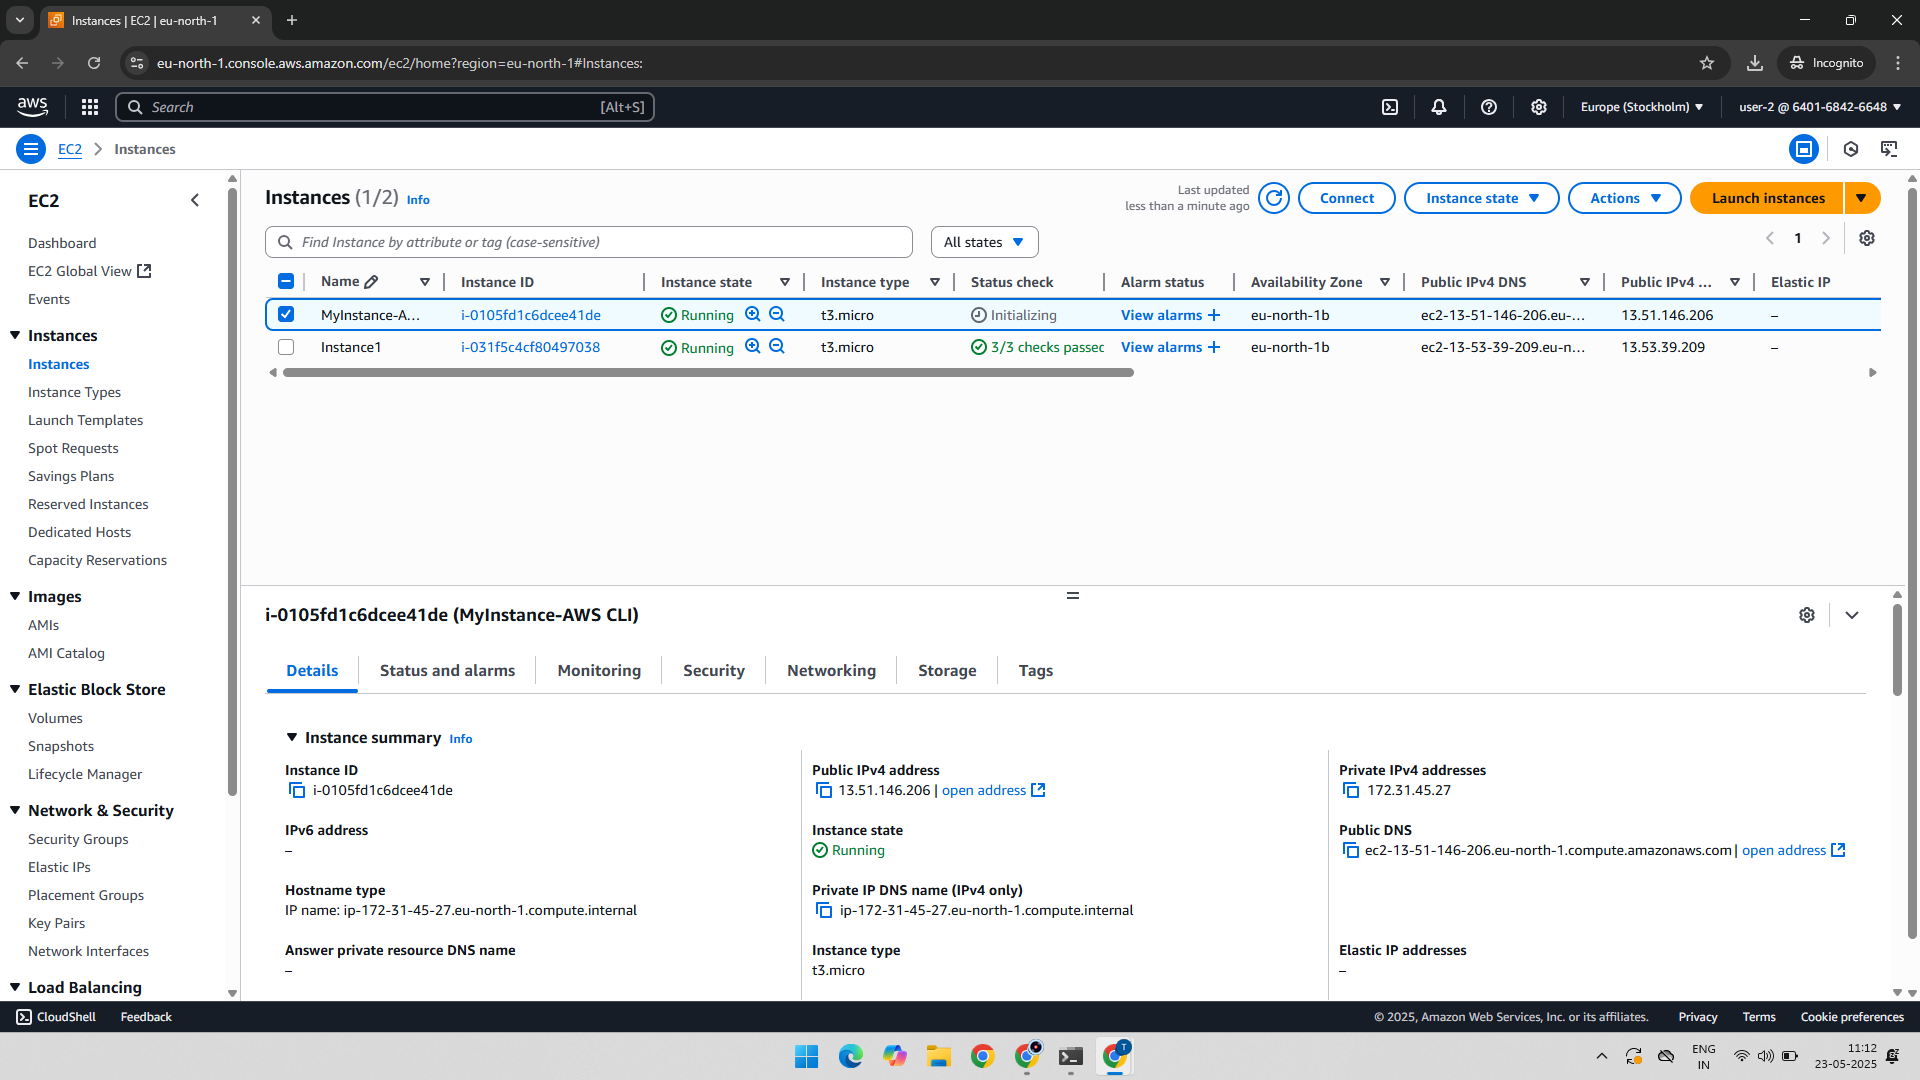 Instances | EC2 | eu-north-1
eu-north-1.console.aws.amazon.com/ec2/home?region=eu-north-1#Instances:
Incognito
aws
Search
[Alt+S]
Europe (Stockholm)
user-2 @ 6401-6842-6648
EC2
Instances
EC2
Dashboard
EC2 Global View
Events
Instances
Instances
Instance Types
Launch Templates
Spot Requests
Savings Plans
Reserved Instances
Dedicated Hosts
Capacity Reservations
Images
AMIs
AMI Catalog
Elastic Block Store
Volumes
Snapshots
Lifecycle Manager
Network & Security
Security Groups
Elastic IPs
Placement Groups
Key Pairs
Network Interfaces
Load Balancing
Instances (1/2) Info
Last updated
less than a minute ago
Connect
Instance state
Actions
Launch instances
Find Instance by attribute or tag (case-sensitive)
All states
1
Name Instance ID Instance state Instance type Status check Alarm status Availability Zone Public IPv4 DNS Public IPv4 ... Elastic IP
MyInstance-A... i-0105fd1c6dcee41de Running t3.micro Initializing View alarms + eu-north-1b ec2-13-51-146-206.eu-... 13.51.146.206 –
Instance1 i-031f5c4cf80497038 Running t3.micro 3/3 checks passec View alarms + eu-north-1b ec2-13-53-39-209.eu-n... 13.53.39.209 –
i-0105fd1c6dcee41de (MyInstance-AWS CLI)
Details Status and alarms Monitoring Security Networking Storage Tags
Instance summary Info
Instance ID
i-0105fd1c6dcee41de
Public IPv4 address
13.51.146.206 | open address
Private IPv4 addresses
172.31.45.27
IPv6 address
–
Instance state
Running
Public DNS
ec2-13-51-146-206.eu-north-1.compute.amazonaws.com | open address
Hostname type
IP name: ip-172-31-45-27.eu-north-1.compute.internal
Private IP DNS name (IPv4 only)
ip-172-31-45-27.eu-north-1.compute.internal
Answer private resource DNS name
–
Instance type
t3.micro
Elastic IP addresses
–
CloudShell
Feedback
© 2025, Amazon Web Services, Inc. or its affiliates.
Privacy
Terms
Cookie preferences
T
ENG
IN
11:12
23-05-2025